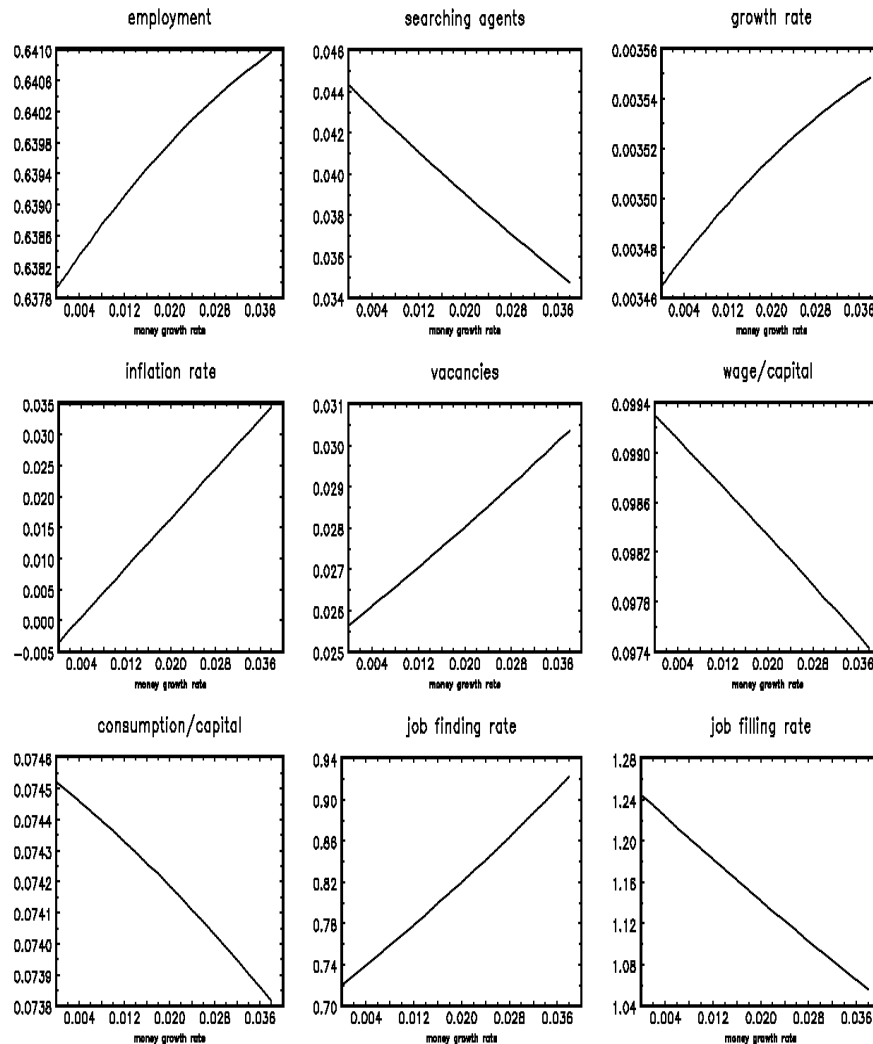 employment
0.6410
0.6406
0.6402
0.6398
0.6394
0.6390
0.6386
0.6382
0.6378
0.004 0.012 0.020 0.028 0.036
money growth rate
searching agents
0.046
0.044
0.042
0.040
0.038
0.036
0.034
0.004 0.012 0.020 0.028 0.036
money growth rate
growth rate
0.00356
0.00354
0.00352
0.00350
0.00348
0.00346
0.004 0.012 0.020 0.028 0.036
money growth rate
inflation rate
0.035
0.030
0.025
0.020
0.015
0.010
0.005
0.000
-0.005
0.004 0.012 0.020 0.028 0.036
money growth rate
vacancies
0.031
0.030
0.029
0.028
0.027
0.026
0.025
0.004 0.012 0.020 0.028 0.036
money growth rate
wage/capital
0.0994
0.0990
0.0986
0.0982
0.0978
0.0974
0.004 0.012 0.020 0.028 0.036
money growth rate
consumption/capital
0.0746
0.0745
0.0744
0.0743
0.0742
0.0741
0.0740
0.0739
0.0738
0.004 0.012 0.020 0.028 0.036
money growth rate
job finding rate
0.94
0.90
0.86
0.82
0.78
0.74
0.70
0.004 0.012 0.020 0.028 0.036
money growth rate
job filling rate
1.28
1.24
1.20
1.16
1.12
1.08
1.04
0.004 0.012 0.020 0.028 0.036
money growth rate